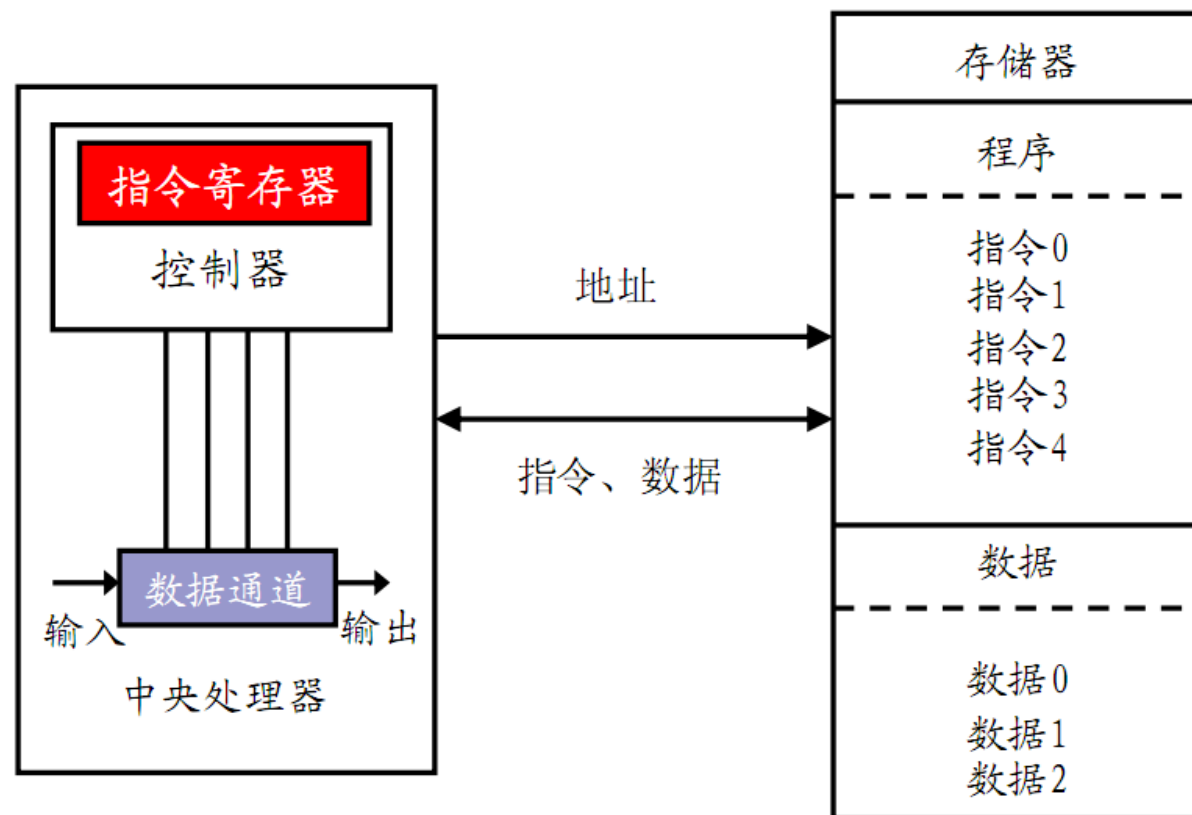 指令寄存器
控制器
数据通道
输入
输出
中央处理器
地址
指令、数据
存储器
程序
指令0
指令1
指令2
指令3
指令4
数据
数据0
数据1
数据2